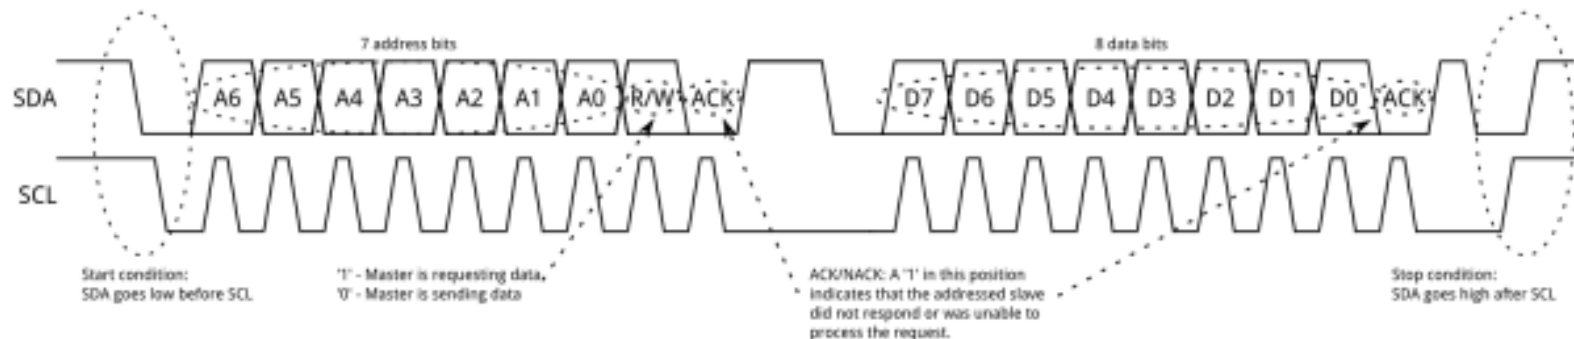 7 address bits
8 data bits
SDA
A6 A5 A4 A3 A2 A1 A0 R/W ACK
D7 D6 D5 D4 D3 D2 D1 D0 ACK
SCL
Start condition:
SDA goes low before SCL
'1' - Master is requesting data,
'0' - Master is sending data
ACK/NACK: A '1' in this position
indicates that the addressed slave
did not respond or was unable to
process the request.
Stop condition:
SDA goes high after SCL